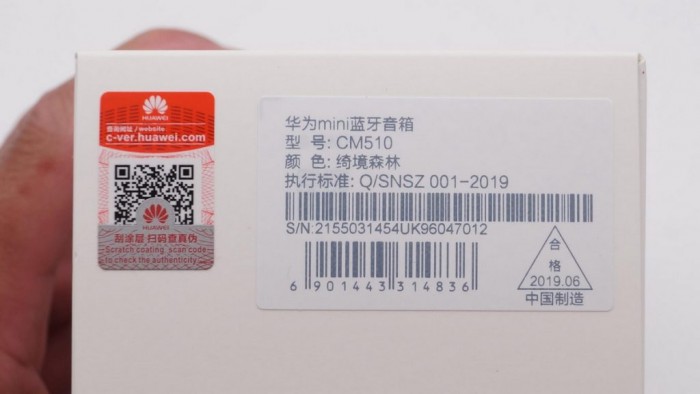 HUAWEI
查询网址 / website
c-ver.huawei.com
HUAWEI
刮涂层 扫码查真伪
Scratch coating, scan code
to check the authenticity
华为mini蓝牙音箱
型 号: CM510
颜 色: 绮境森林
执行标准: Q/SNSZ 001-2019
S/N:2155031454UK96047012
6 901443 314836
合
格
2019.06
中国制造